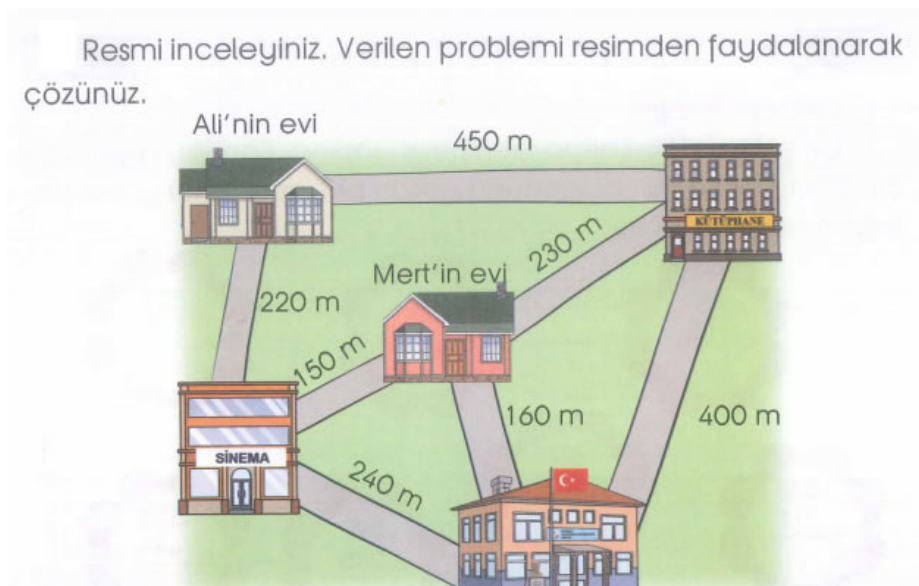 Resmi inceleyiniz. Verilen problemi resimden faydalanarak
çözünüz.
Ali'nin evi
450 m
KÜTÜPHANE
230 m
Mert'in evi
220 m
150 m
160 m
400 m
SİNEMA
240 m